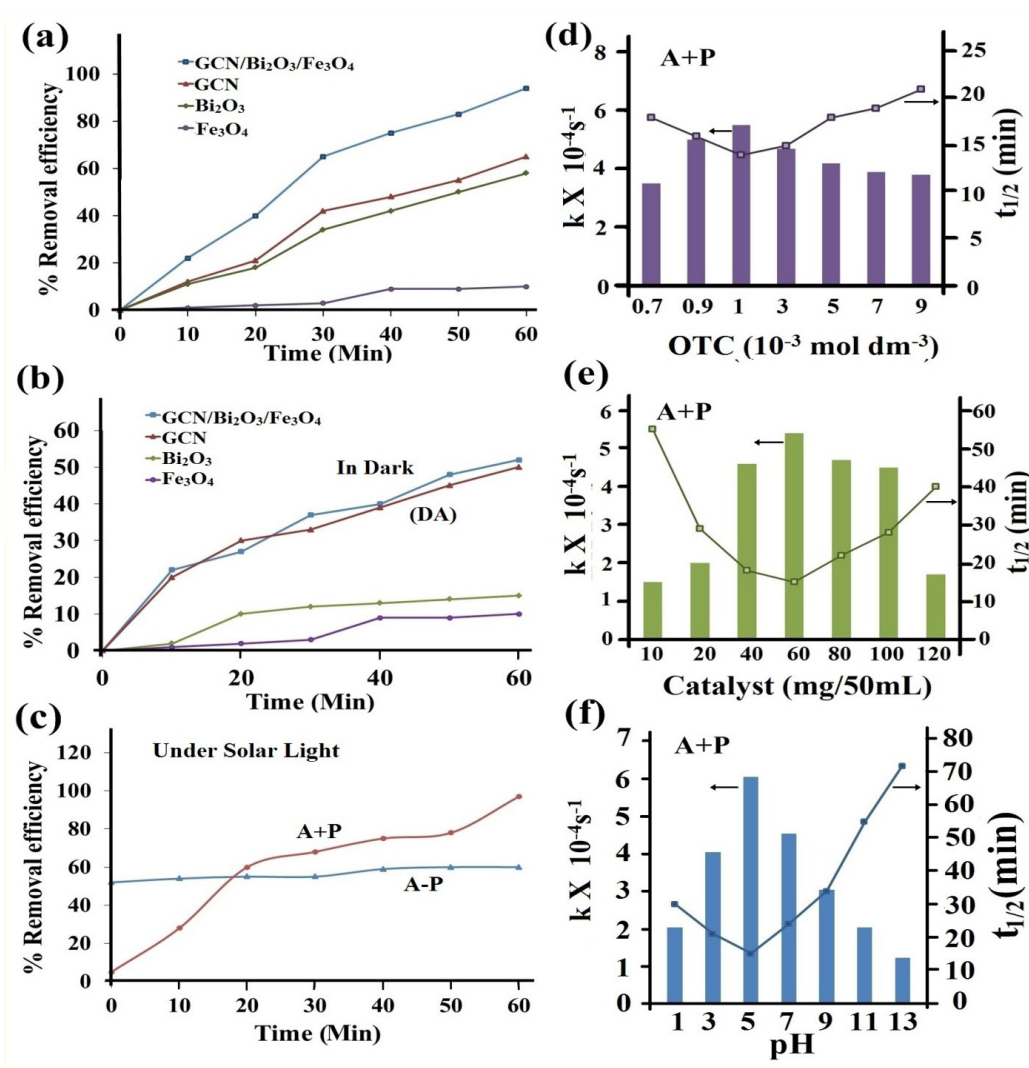 (a)
GCN/Bi₂O₃/Fe₃O₄
GCN
Bi₂O₃
Fe₃O₄
% Removal efficiency
100
80
60
40
20
0
0 10 20 30 40 50 60
Time (Min)
(b)
GCN/Bi₂O₃/Fe₃O₄
GCN
Bi₂O₃
Fe₃O₄
In Dark
(DA)
% Removal efficiency
60
50
40
30
20
10
0
0 20 40 60
Time (Min)
(c)
Under Solar Light
A+P
A-P
% Removal efficiency
120
100
80
60
40
20
0
0 10 20 30 40 50 60
Time (Min)
(d)
A+P
k X 10⁻⁴s⁻¹
8
6
4
2
0
t₁/₂ (min)
25
20
15
10
5
0
0.7 0.9 1 3 5 7 9
OTC (10⁻³ mol dm⁻³)
(e)
A+P
k X 10⁻⁴s⁻¹
6
5
4
3
2
1
0
t₁/₂ (min)
60
50
40
30
20
10
0
10 20 40 60 80 100 120
Catalyst (mg/50mL)
(f)
A+P
k X 10⁻⁴s⁻¹
7
6
5
4
3
2
1
0
t₁/₂(min)
80
70
60
50
40
30
20
10
0
1 3 5 7 9 11 13
pH